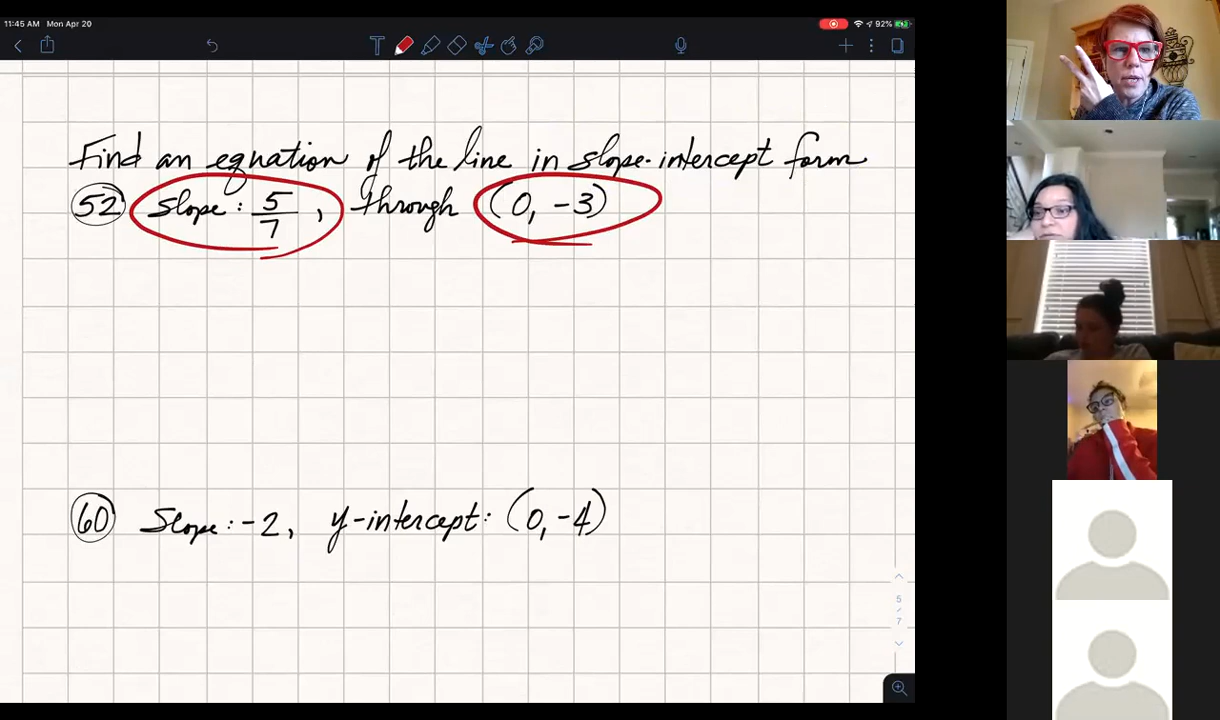 11:45 AM Mon Apr 20
92%
Find an equation of the line in slope-intercept form
52 slope: 5/7, through (0, -3)
60 Slope: -2, y-intercept: (0, -4)
5
7